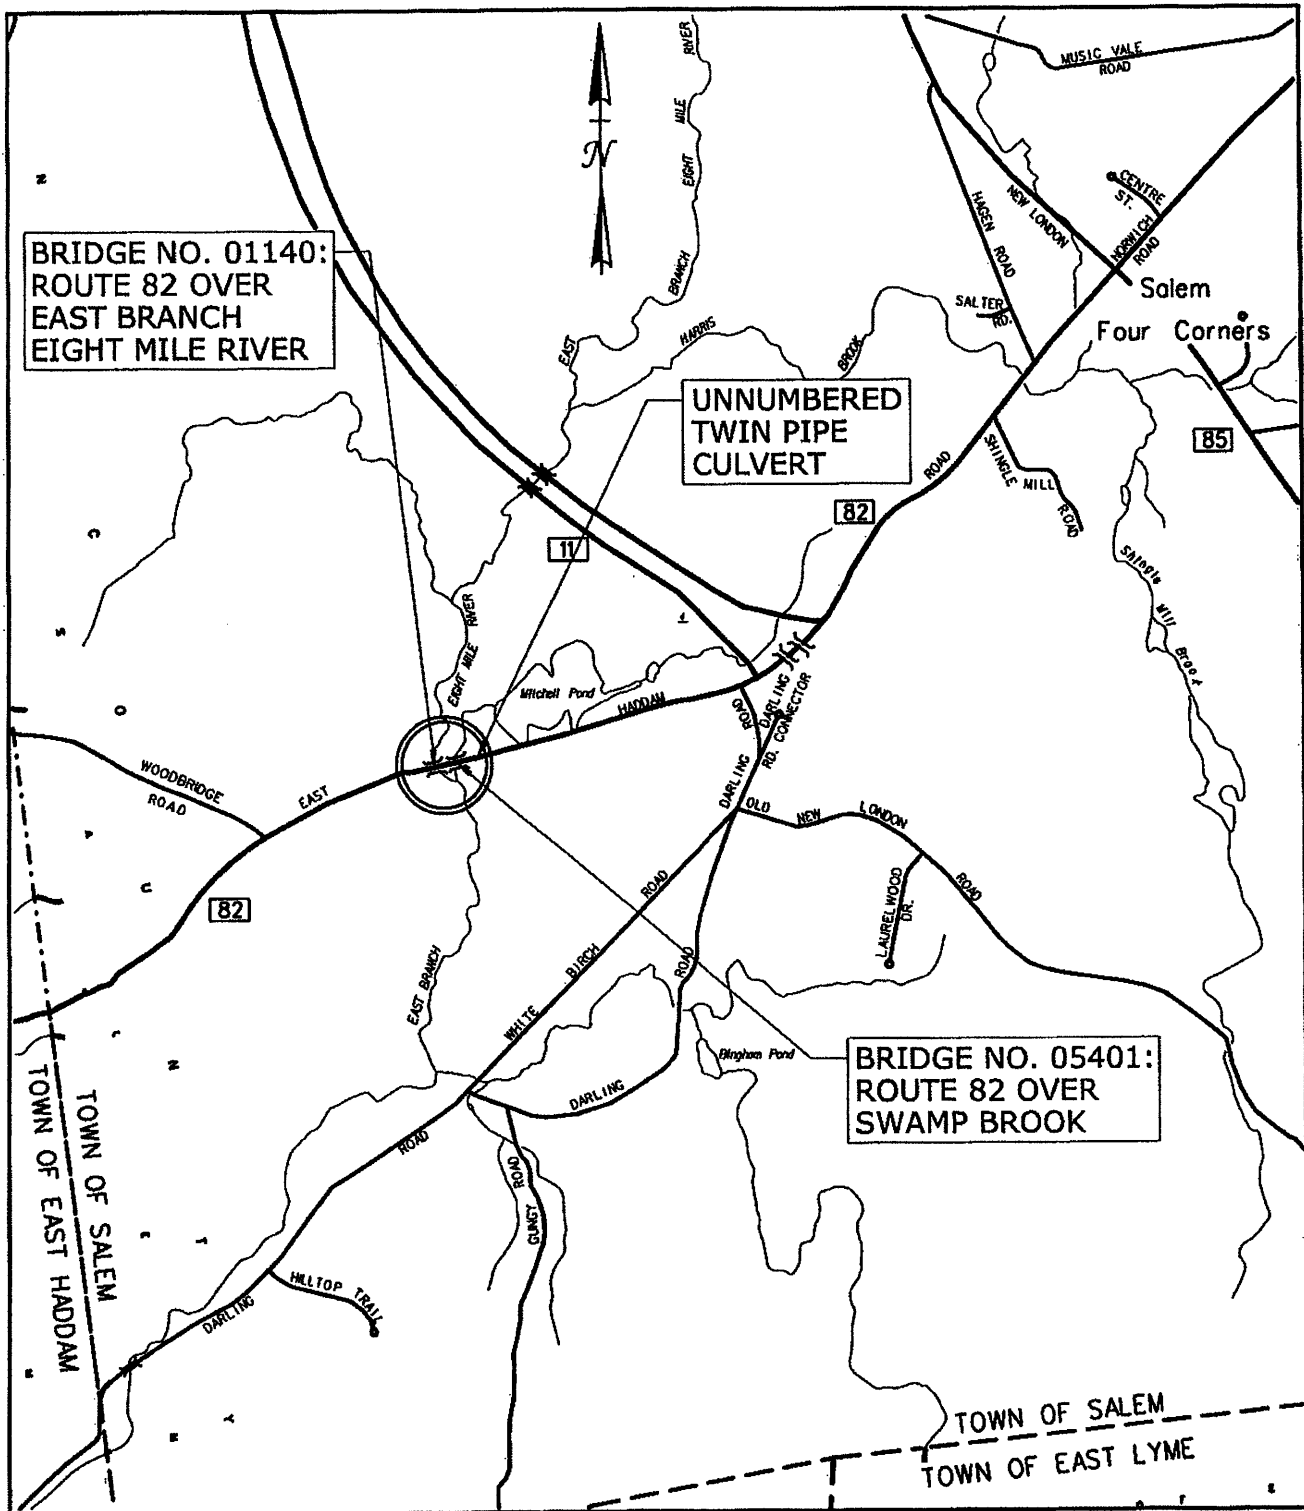 MUSIC VALE
ROAD
RIVER
MILE
EIGHT
BRANCH
EAST
N
CENTRE
ST.
NEW LONDON
NORWICH
ROAD
HAGEN ROAD
SALTER
RD.
Salem
Four Corners
BRIDGE NO. 01140:
ROUTE 82 OVER
EAST BRANCH
EIGHT MILE RIVER
HARRIS
BROOK
UNNUMBERED
TWIN PIPE
CULVERT
85
ROAD
SHINGLE MILL
ROAD
82
11
Shingle
Mill
Brook
EIGHT MILE RIVER
Mitchell Pond
HADDAM
ROAD
DARLING
RD. CONNECTOR
DARLING
WOODBRIDGE
ROAD
EAST
OLD NEW LONDON
ROAD
82
LAURELWOOD
DR.
ROAD
BIRCH
WHITE
EAST BRANCH
ROAD
Bingham Pond
BRIDGE NO. 05401:
ROUTE 82 OVER
SWAMP BROOK
DARLING
ROAD
ROAD
GUNGY
TOWN OF SALEM
TOWN OF EAST HADDAM
HILLTOP TRAIL
DARLING
TOWN OF SALEM
TOWN OF EAST LYME